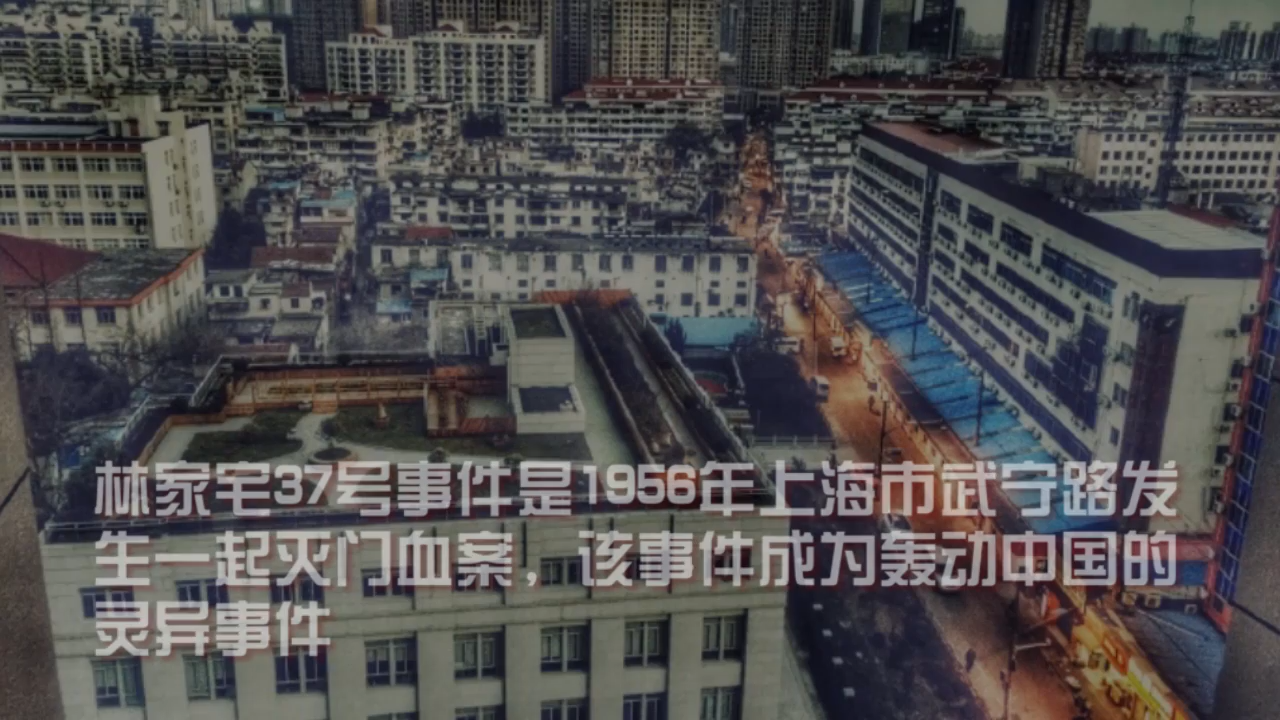 林家宅37号事件是1956年上海市武宁路发
生一起灭门血案，该事件成为轰动中国的
灵异事件